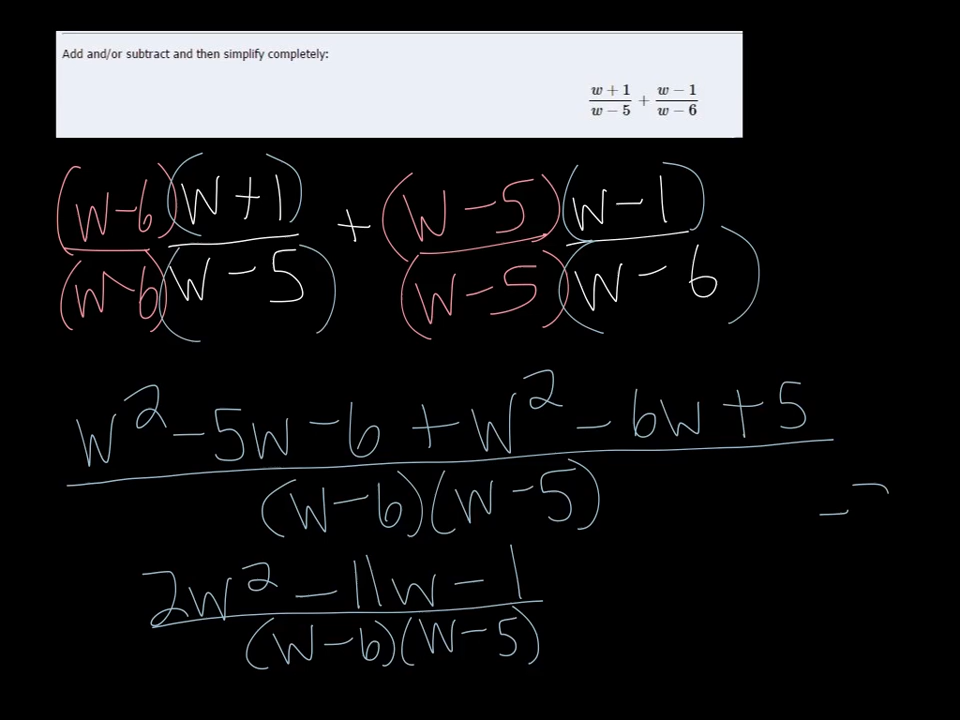 Add and/or subtract and then simplify completely:
w + 1 / w − 5 + w − 1 / w − 6
(w-6)(w+1) / (w-6)(w-5) + (w-5)(w-1) / (w-5)(w-6)
w² - 5w - 6 + w² - 6w + 5 / (w-6)(w-5)
2w² - 11w - 1 / (w-6)(w-5)